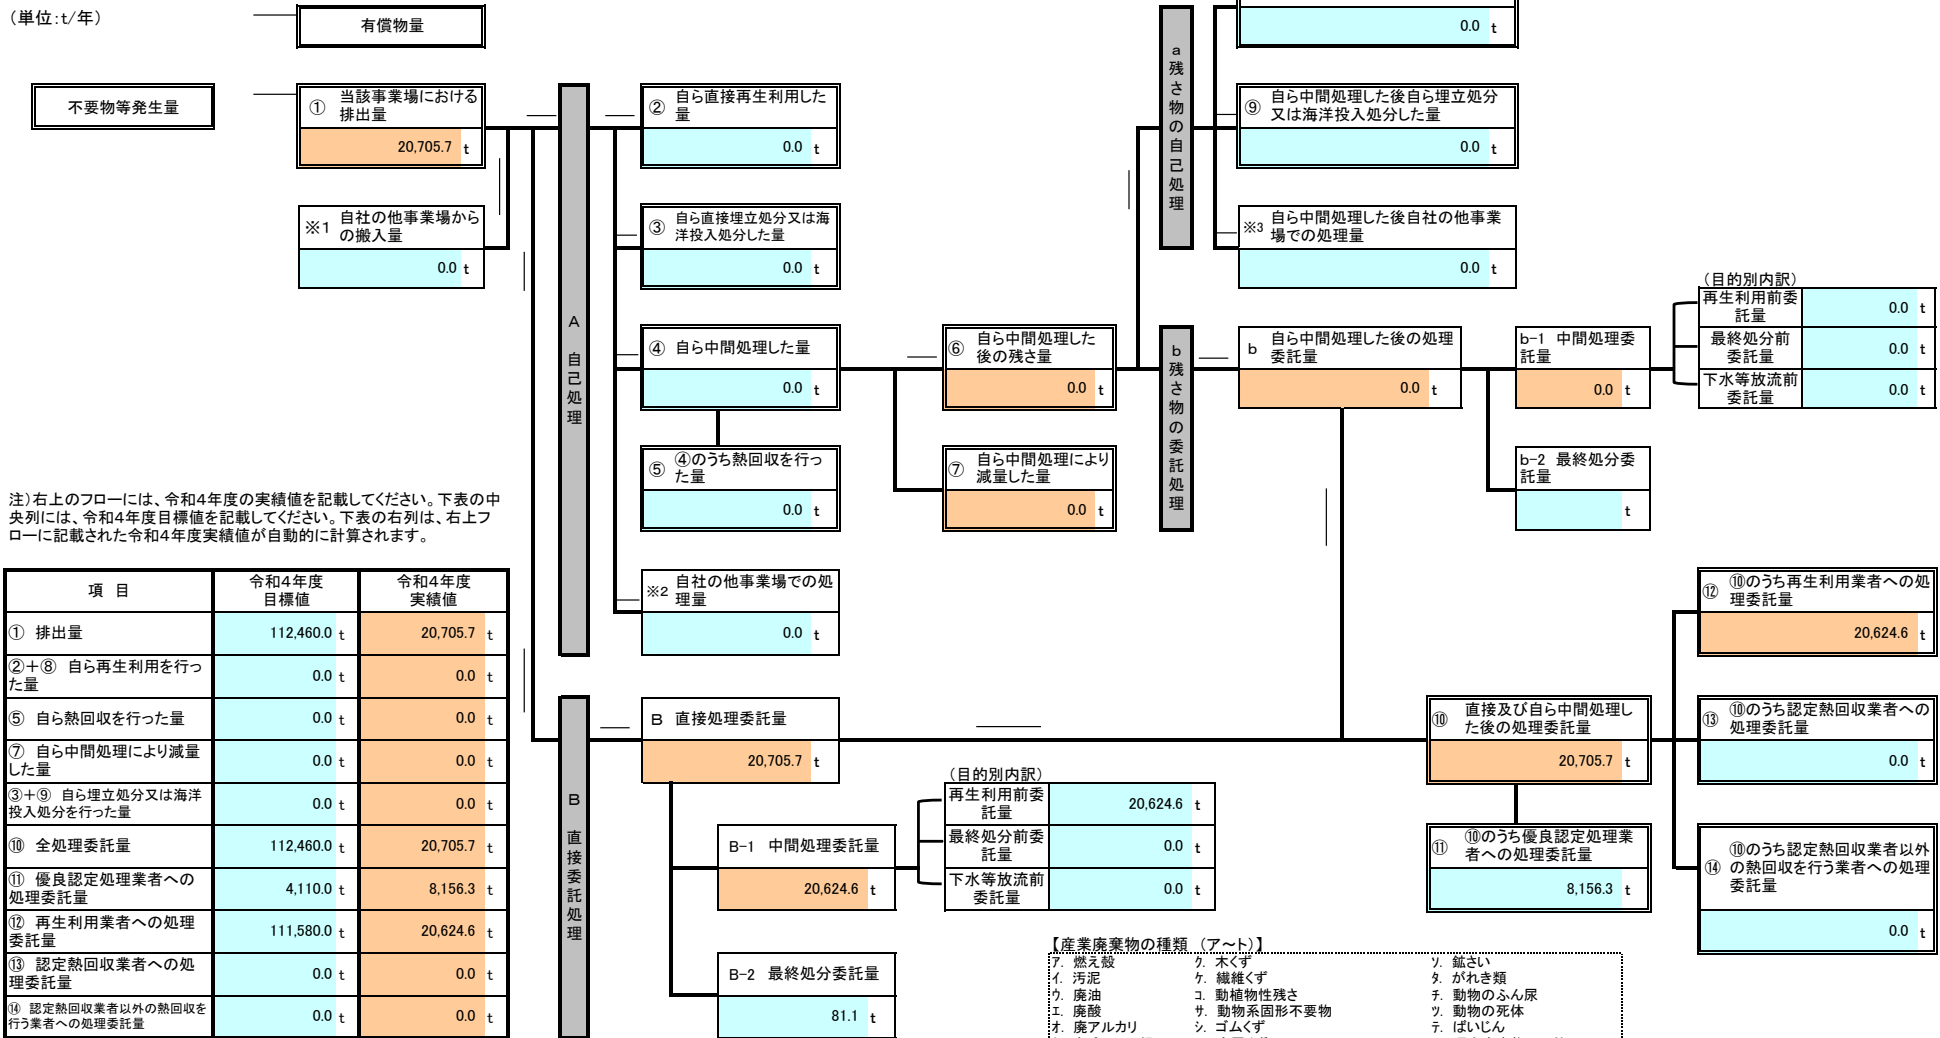 （単位：t/年）
有償物量
不要物等発生量
① 当該事業場における
排出量
20,705.7 t
※1 自社の他事業場から
の搬入量
0.0 t
A 自己処理
② 自ら直接再生利用した
量
0.0 t
③ 自ら直接埋立処分又は海
洋投入処分した量
0.0 t
④ 自ら中間処理した量
0.0 t
⑤ ④のうち熱回収を行っ
た量
0.0 t
※2 自社の他事業場での処
理量
0.0 t
⑥ 自ら中間処理した
後の残さ量
0.0 t
⑦ 自ら中間処理により
減量した量
0.0 t
a 残さ物の自己処理
0.0 t
⑨ 自ら中間処理した後自ら埋立処分
又は海洋投入処分した量
0.0 t
※3 自ら中間処理した後自社の他事業
場での処理量
0.0 t
b 残さ物の委託処理
b 自ら中間処理した後の処理
委託量
0.0 t
b-1 中間処理委
託量
0.0 t
b-2 最終処分委
託量
t
（目的別内訳）
再生利用前委
託量
0.0 t
最終処分前
委託量
0.0 t
下水等放流前
委託量
0.0 t
注）右上のフローには、令和4年度の実績値を記載してください。下表の中
央列には、令和4年度目標値を記載してください。下表の右列は、右上フ
ローに記載された令和4年度実績値が自動的に計算されます。
項 目 令和4年度
目標値 令和4年度
実績値
① 排出量 112,460.0 t 20,705.7 t
②＋⑧ 自ら再生利用を行っ
た量 0.0 t 0.0 t
⑤ 自ら熱回収を行った量 0.0 t 0.0 t
⑦ 自ら中間処理により減量
した量 0.0 t 0.0 t
③＋⑨ 自ら埋立処分又は海洋
投入処分を行った量 0.0 t 0.0 t
⑩ 全処理委託量 112,460.0 t 20,705.7 t
⑪ 優良認定処理業者への
処理委託量 4,110.0 t 8,156.3 t
⑫ 再生利用業者への処理
委託量 111,580.0 t 20,624.6 t
⑬ 認定熱回収業者への処
理委託量 0.0 t 0.0 t
⑭ 認定熱回収業者以外の熱回収を
行う業者への処理委託量 0.0 t 0.0 t
B 直接委託処理
B 直接処理委託量
20,705.7 t
B-1 中間処理委託量
20,624.6 t
B-2 最終処分委託量
81.1 t
（目的別内訳）
再生利用前委
託量
20,624.6 t
最終処分前委
託量
0.0 t
下水等放流前
委託量
0.0 t
⑩ 直接及び自ら中間処理し
た後の処理委託量
20,705.7 t
⑪ ⑩のうち優良認定処理業
者への処理委託量
8,156.3 t
⑫ ⑩のうち再生利用業者への処
理委託量
20,624.6 t
⑬ ⑩のうち認定熱回収業者への
処理委託量
0.0 t
⑭ ⑩のうち認定熱回収業者以外
の熱回収を行う業者への処理
委託量
0.0 t
【産業廃棄物の種類 （ア～ト）】
ア. 燃え殻 ク. 木くず ソ. 鉱さい
イ. 汚泥 ケ. 繊維くず タ. がれき類
ウ. 廃油 コ. 動植物性残さ チ. 動物のふん尿
エ. 廃酸 サ. 動物系固形不要物 ツ. 動物の死体
オ. 廃アルカリ シ. ゴムくず テ. ばいじん